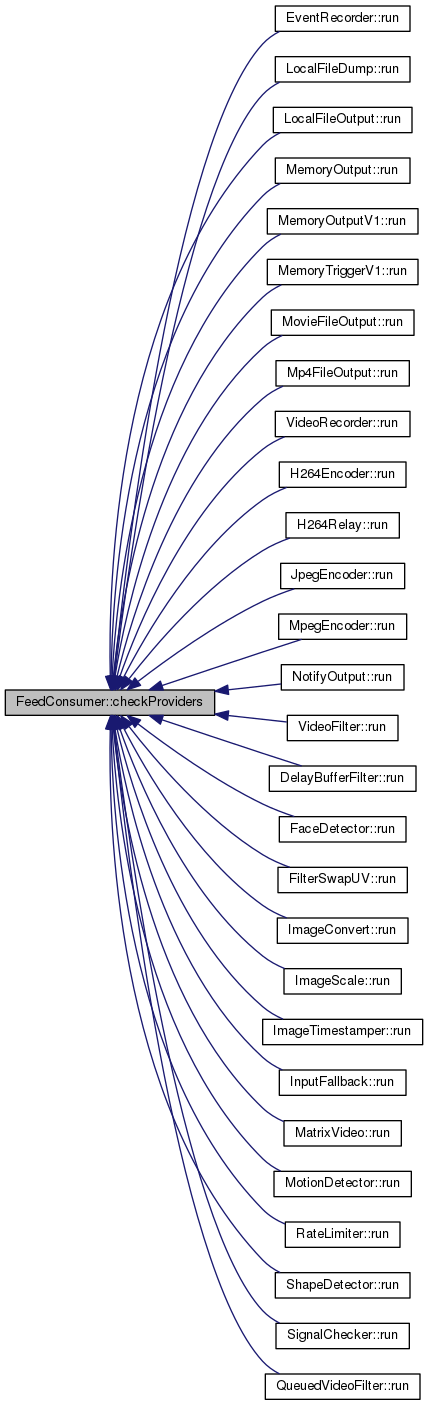 EventRecorder::run
LocalFileDump::run
LocalFileOutput::run
MemoryOutput::run
MemoryOutputV1::run
MemoryTriggerV1::run
MovieFileOutput::run
Mp4FileOutput::run
VideoRecorder::run
H264Encoder::run
H264Relay::run
JpegEncoder::run
MpegEncoder::run
NotifyOutput::run
FeedConsumer::checkProviders
VideoFilter::run
DelayBufferFilter::run
FaceDetector::run
FilterSwapUV::run
ImageConvert::run
ImageScale::run
ImageTimestamper::run
InputFallback::run
MatrixVideo::run
MotionDetector::run
RateLimiter::run
ShapeDetector::run
SignalChecker::run
QueuedVideoFilter::run